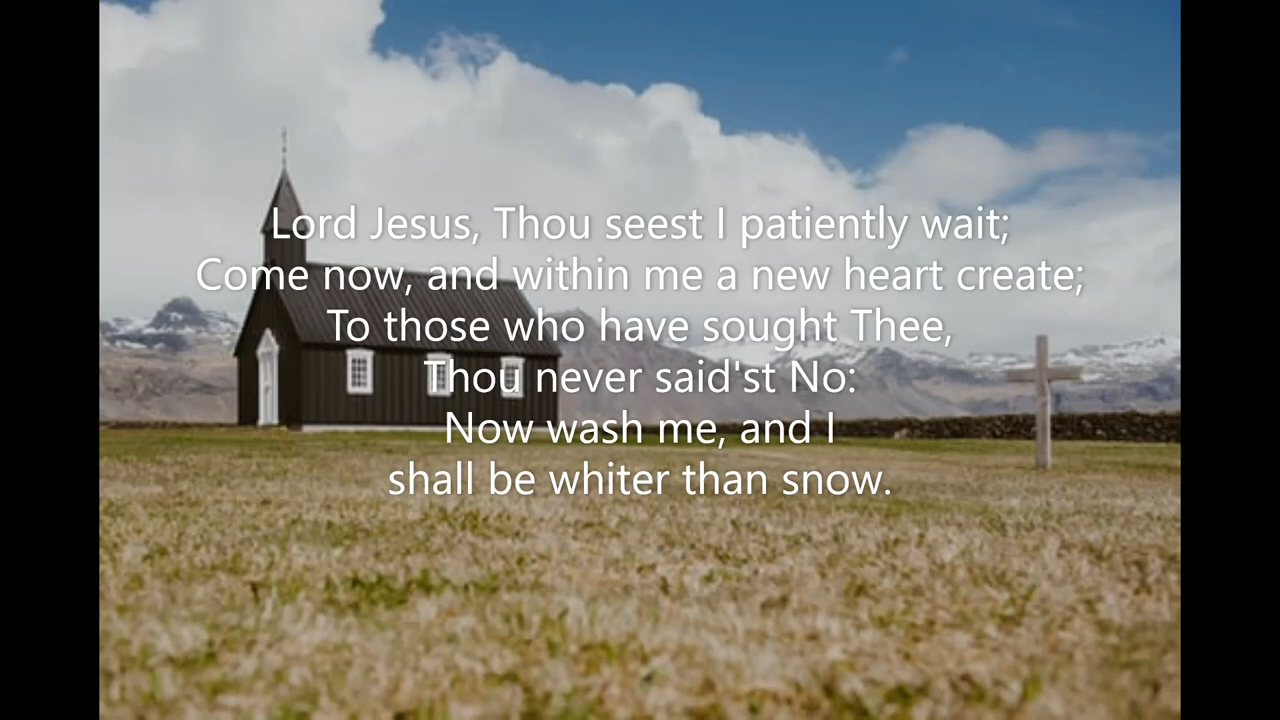 Lord Jesus, Thou seest I patiently wait;
Come now, and within me a new heart create;
To those who have sought Thee,
Thou never said'st No:
Now wash me, and I
shall be whiter than snow.